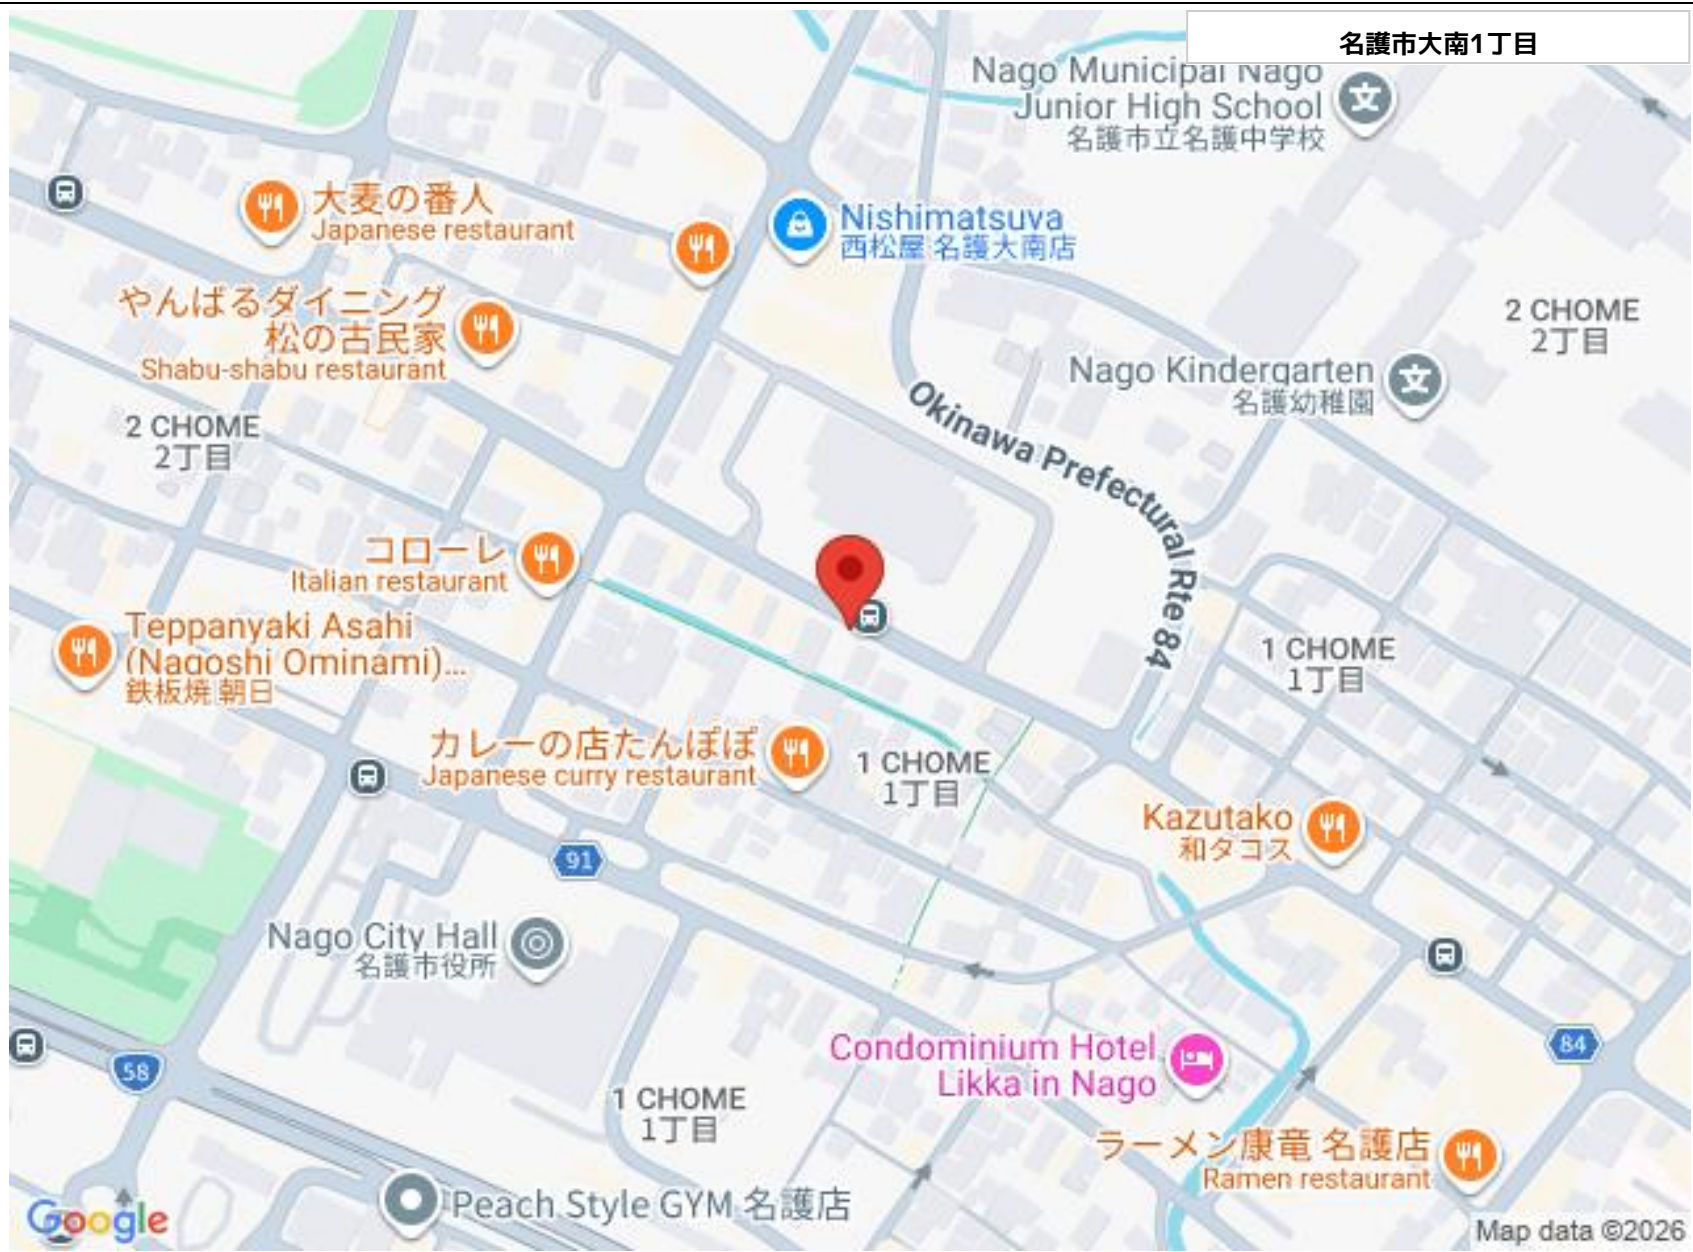 名護市大南1丁目
Nago Municipal Nago
Junior High School
名護市立名護中学校
大麦の番人
Japanese restaurant
Nishimatsuya
西松屋 名護大南店
やんばるダイニング
松の古民家
Shabu-shabu restaurant
2 CHOME
2丁目
Nago Kindergarten
名護幼稚園
Okinawa Prefectural Rte 84
2 CHOME
2丁目
コローレ
Italian restaurant
Teppanyaki Asahi
(Nagoshi Ominami)...
鉄板焼 朝日
1 CHOME
1丁目
カレーの店たんぽぽ
Japanese curry restaurant
1 CHOME
1丁目
Kazutako
和タコス
91
Nago City Hall
名護市役所
58
84
Condominium Hotel
Likka in Nago
1 CHOME
1丁目
ラーメン康竜 名護店
Ramen restaurant
Peach Style GYM 名護店
Google
Map data ©2026